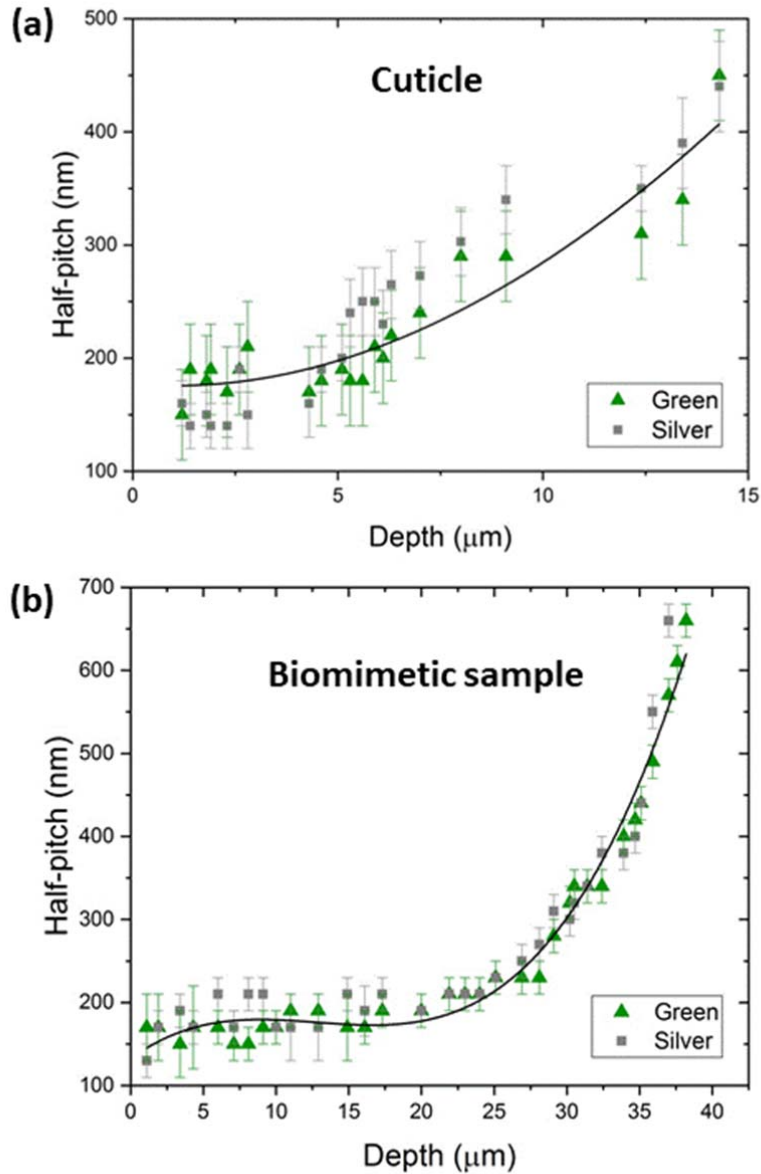 (a)
500
400
300
200
100
Half-pitch (nm)
Cuticle
Green
Silver
0
5
10
15
Depth (μm)
(b)
700
600
500
400
300
200
100
Half-pitch (nm)
Biomimetic sample
Green
Silver
0
5
10
15
20
25
30
35
40
Depth (μm)